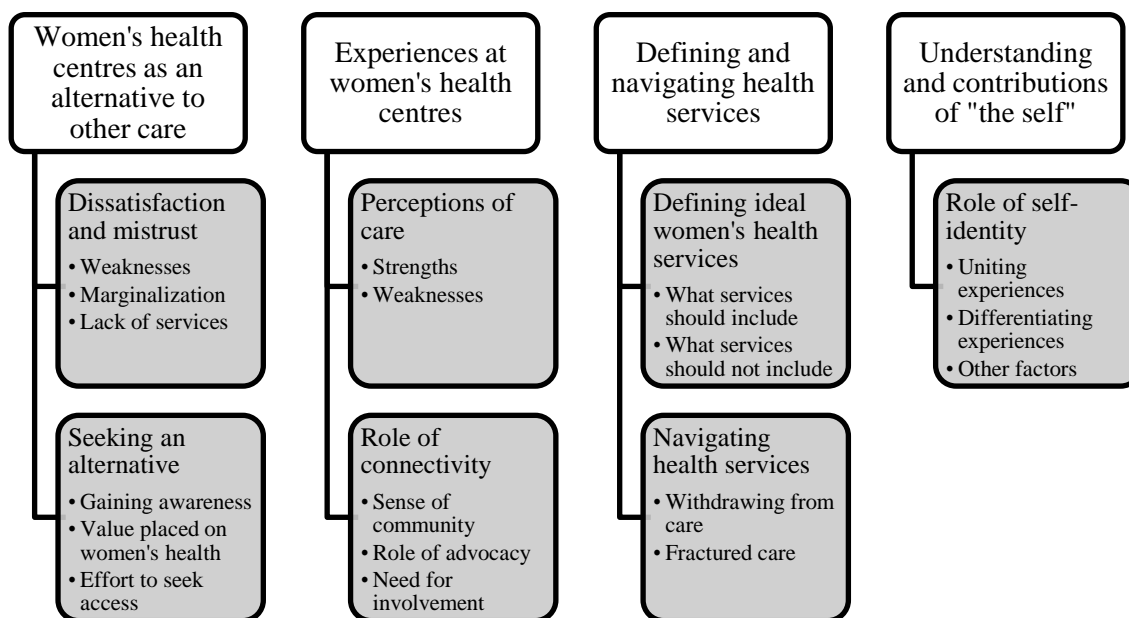 Women's health
centres as an
alternative to
other care
Dissatisfaction
and mistrust
• Weaknesses
• Marginalization
• Lack of services
Seeking an
alternative
• Gaining awareness
• Value placed on
women's health
• Effort to seek
access
Experiences at
women's health
centres
Perceptions of
care
• Strengths
• Weaknesses
Role of
connectivity
• Sense of
community
• Role of advocacy
• Need for
involvement
Defining and
navigating health
services
Defining ideal
women's health
services
• What services
should include
• What services
should not include
Navigating
health services
• Withdrawing from
care
• Fractured care
Understanding
and contributions
of "the self"
Role of self-
identity
• Uniting
experiences
• Differentiating
experiences
• Other factors